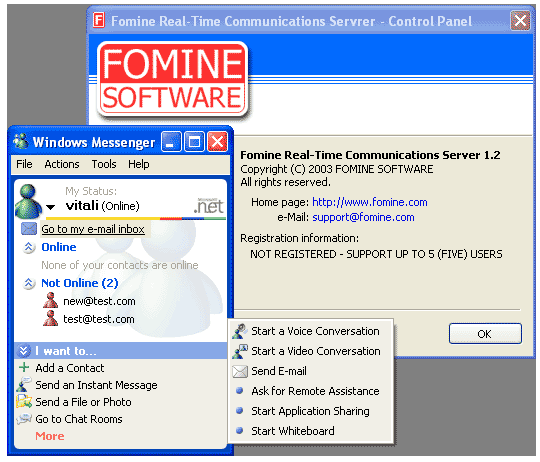 Fomine Real-Time Communications Servrer - Control Panel
F
FOMINE
SOFTWARE
Fomine Real-Time Communications Server 1.2
Copyright (C) 2003 FOMINE SOFTWARE
All rights reserved.
Home page: http://www.fomine.com
e-Mail: support@fomine.com
Registration information:
NOT REGISTERED - SUPPORT UP TO 5 (FIVE) USERS
OK
Windows Messenger
File Actions Tools Help
My Status:
vitali (Online)
.net
Go to my e-mail inbox
Online
None of your contacts are online
Not Online (2)
new@test.com
test@test.com
I want to...
Add a Contact
Send an Instant Message
Send a File or Photo
Go to Chat Rooms
More
Start a Voice Conversation
Start a Video Conversation
Send E-mail
Ask for Remote Assistance
Start Application Sharing
Start Whiteboard